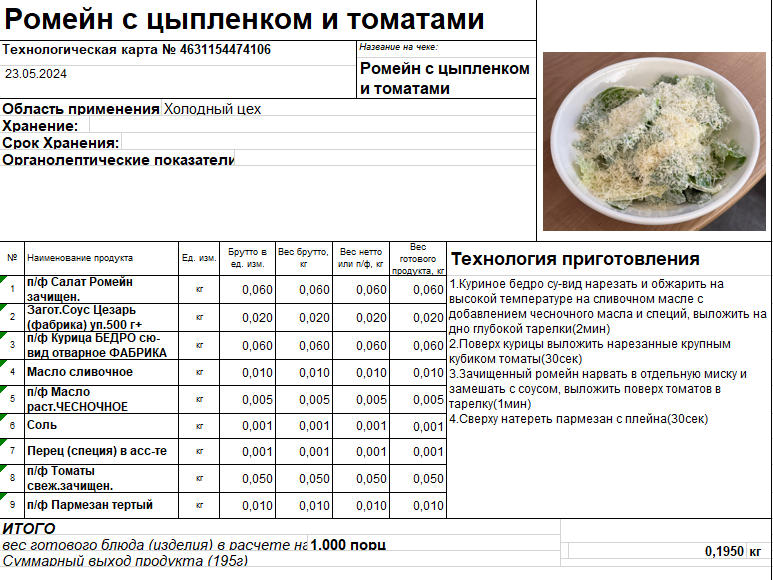 Ромейн с цыпленком и томатами
Технологическая карта № 4631154474106
23.05.2024
Название на чеке:
Ромейн с цыпленком
и томатами
Область применения Холодный цех
Хранение:
Срок Хранения:
Органолептические показатели
№ Наименование продукта Ед. изм. Брутто в ед. изм. Вес брутто, кг Вес нетто или п/ф, кг Вес готового продукта, кг
1 п/ф Салат Ромейн зачищен. кг 0,060 0,060 0,060 0,060
2 Загот.Соус Цезарь (фабрика) уп.500 г+ кг 0,020 0,020 0,020 0,020
3 п/ф Курица БЕДРО сю-вид отварное ФАБРИКА кг 0,060 0,060 0,060 0,060
4 Масло сливочное кг 0,010 0,010 0,010 0,010
5 п/ф Масло раст.ЧЕСНОЧНОЕ кг 0,005 0,005 0,005 0,005
6 Соль кг 0,001 0,001 0,001 0,001
7 Перец (специя) в асс-те кг 0,001 0,001 0,001 0,001
8 п/ф Томаты свеж.зачищен. кг 0,050 0,050 0,050 0,050
9 п/ф Пармезан тертый кг 0,010 0,010 0,010 0,010
Технология приготовления
1.Куриное бедро су-вид нарезать и обжарить на
высокой температуре на сливочном масле с
добавлением чесночного масла и специй, выложить на
дно глубокой тарелки(2мин)
2.Поверх курицы выложить нарезанные крупным
кубиком томаты(30сек)
3.Зачищенный ромейн нарвать в отдельную миску и
замешать с соусом, выложить поверх томатов в
тарелку(1мин)
4.Сверху натереть пармезан с плейна(30сек)
ИТОГО
вес готового блюда (изделия) в расчете на 1,000 порц
0,1950 кг
Суммарный выход продукта (195г)